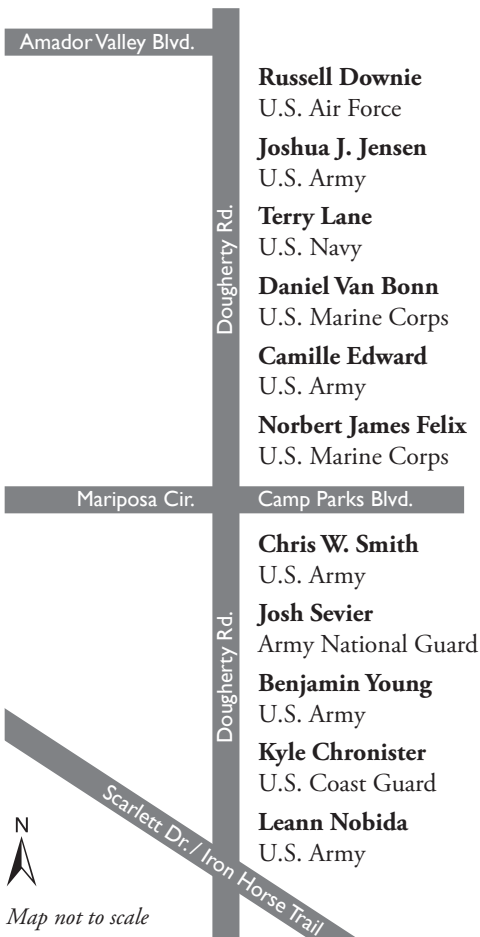 Amador Valley Blvd.
Russell Downie
U.S. Air Force
Joshua J. Jensen
U.S. Army
Terry Lane
U.S. Navy
Dougherty Rd.
Daniel Van Bonn
U.S. Marine Corps
Camille Edward
U.S. Army
Norbert James Felix
U.S. Marine Corps
Mariposa Cir.
Camp Parks Blvd.
Chris W. Smith
U.S. Army
Josh Sevier
Army National Guard
Dougherty Rd.
Benjamin Young
U.S. Army
Kyle Chronister
U.S. Coast Guard
Leann Nobida
U.S. Army
Scarlett Dr. / Iron Horse Trail
N
Map not to scale